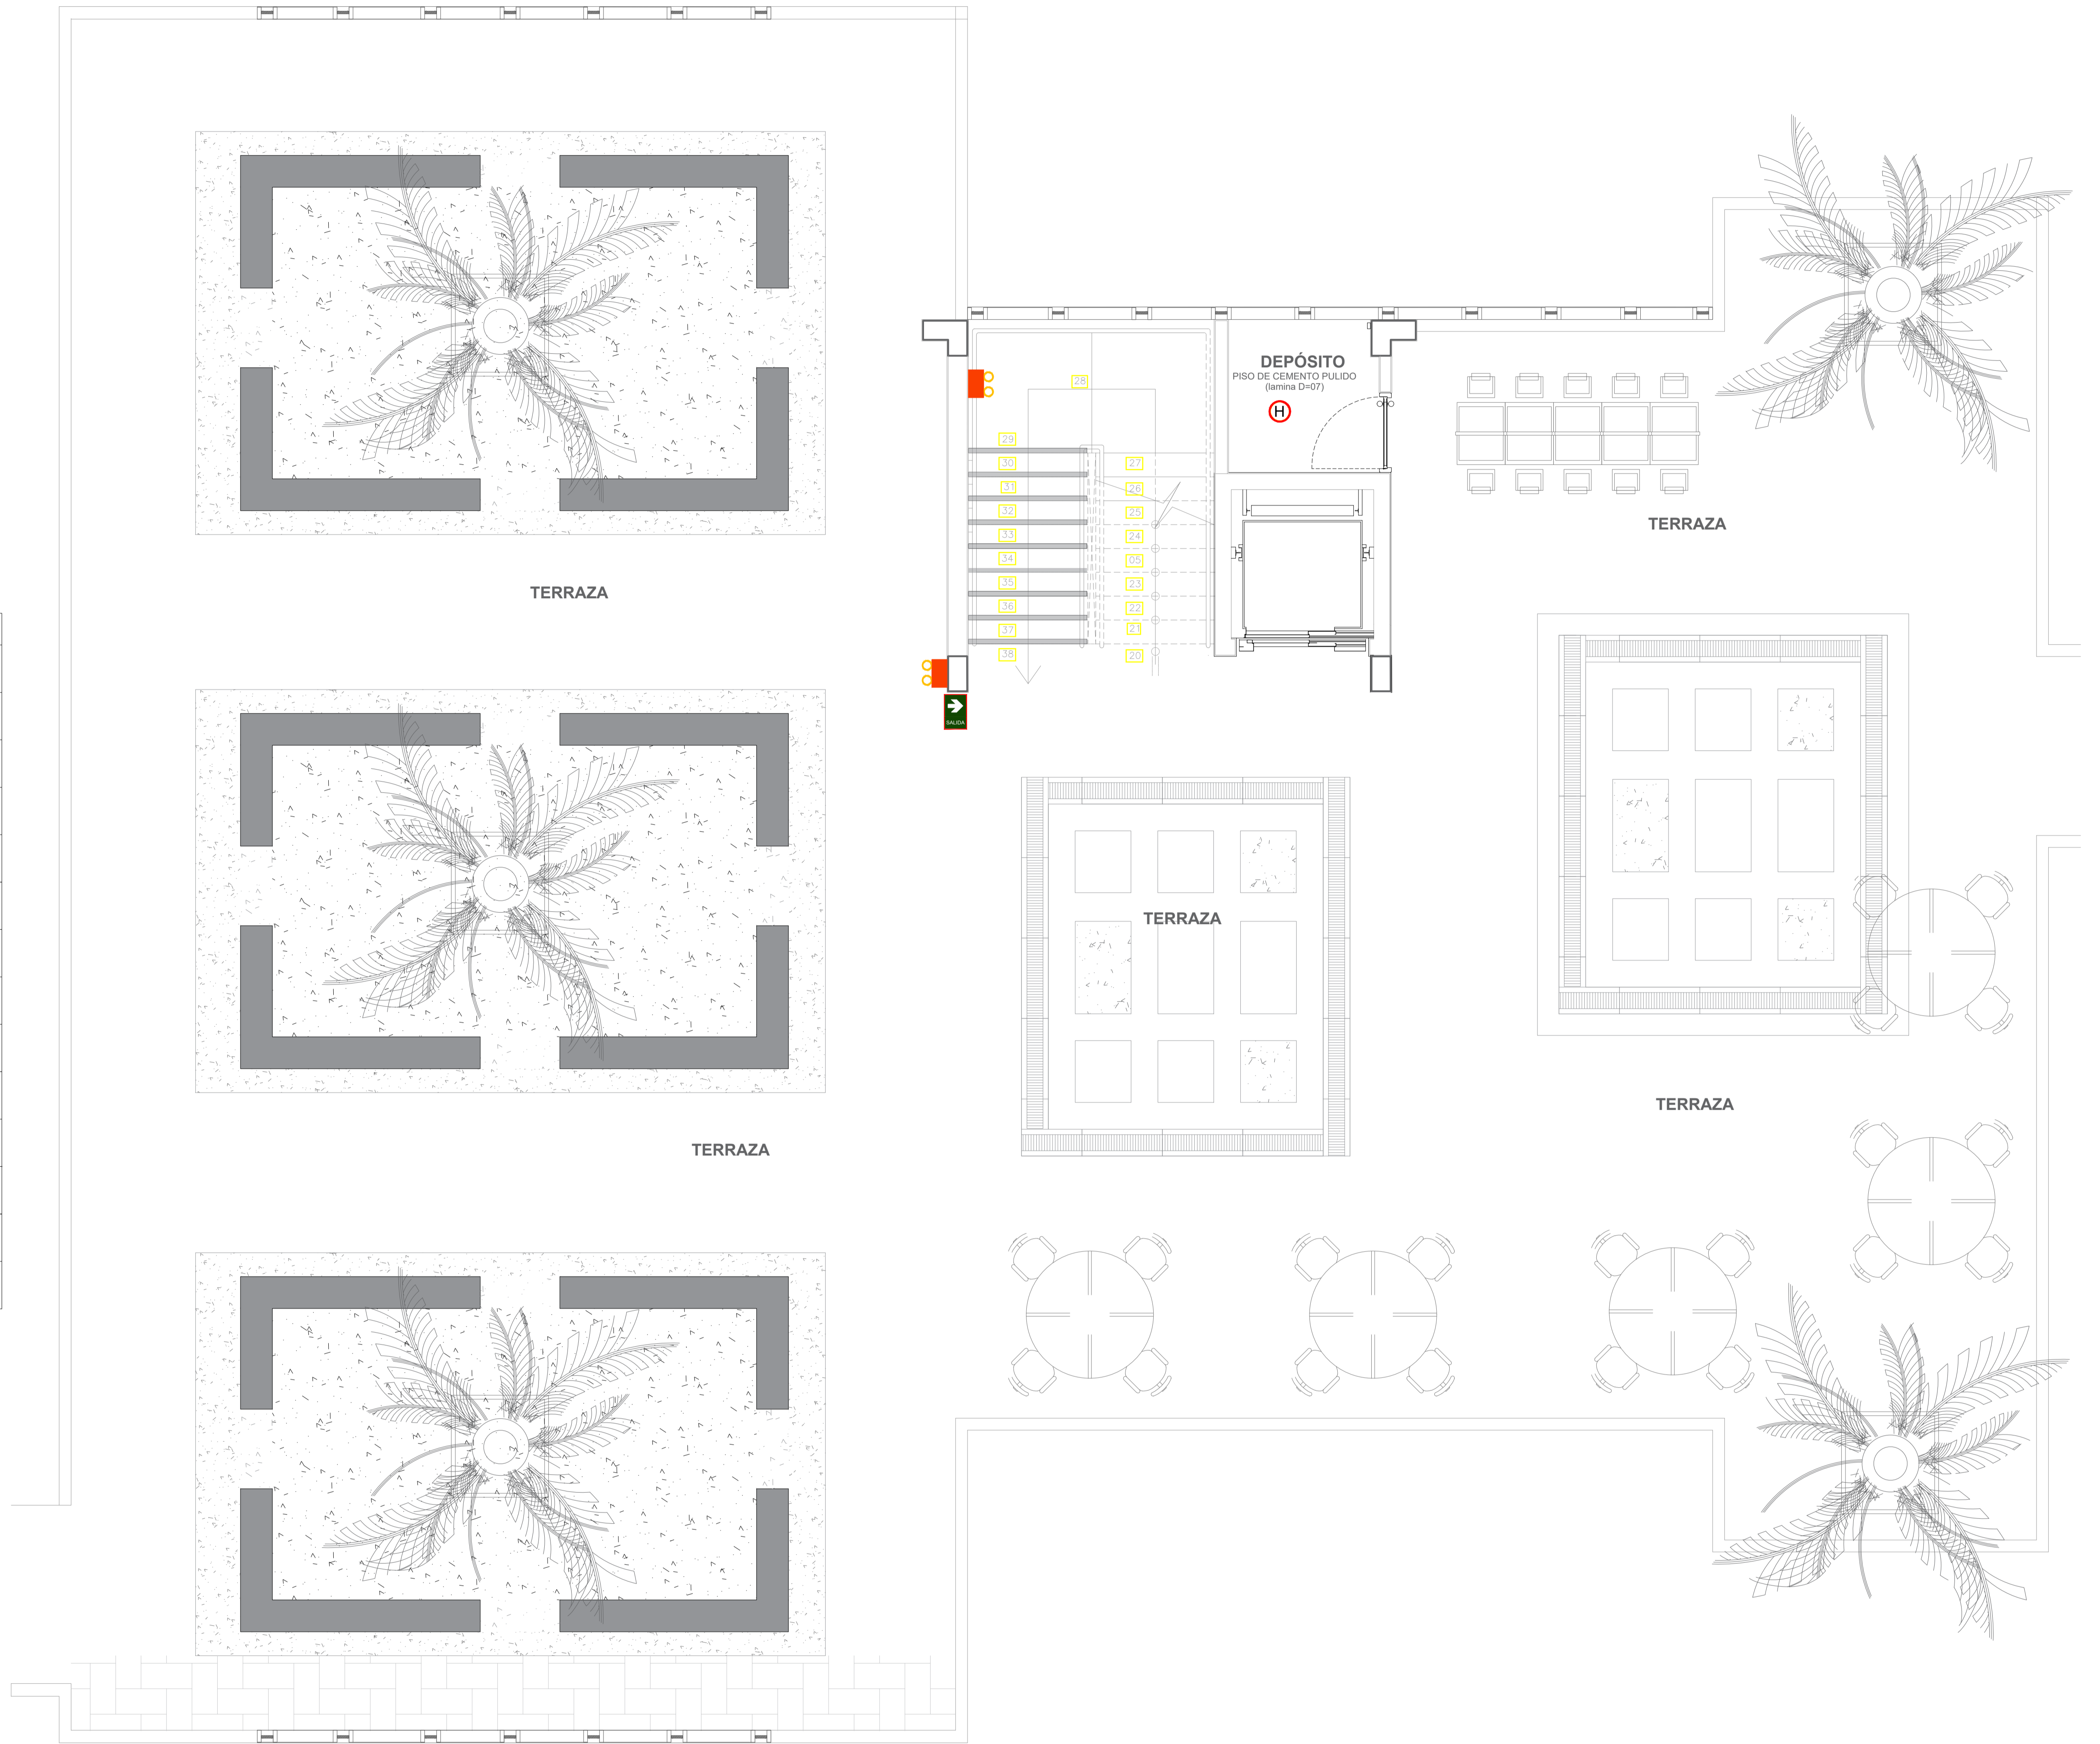 DEPÓSITO
PISO DE CEMENTO PULIDO
(lamina D=07)
H
28
29
30
31
32
33
34
35
36
37
38
27
26
25
24
05
23
22
21
20
SALIDA
TERRAZA
TERRAZA
TERRAZA
TERRAZA
TERRAZA